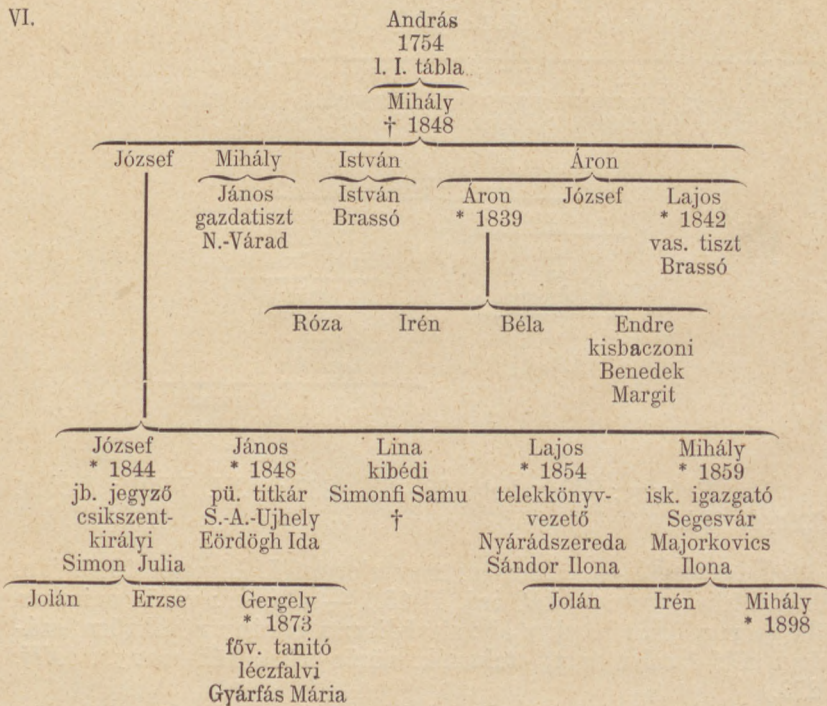 VI.
András
1754
l. I. tábla
Mihály
† 1848
József Mihály István Áron
János
gazdatiszt
N.-Várad
István
Brassó
Áron
* 1839
József
Lajos
* 1842
vas. tiszt
Brassó
Róza Irén Béla Endre
kisbaczoni
Benedek
Margit
József
* 1844
jb. jegyző
csikszent-
királyi
Simon Julia
János
* 1848
pü. titkár
S.-A.-Ujhely
Eördögh Ida
Lina
kibédi
Simonfi Samu
†
Lajos
* 1854
telekkönyv-
vezető
Nyárádszereda
Sándor Ilona
Mihály
* 1859
isk. igazgató
Segesvár
Majorkovics
Ilona
Jolán Erzse Gergely
* 1873
főv. tanitó
léczfalvi
Gyárfás Mária
Jolán Irén Mihály
* 1898